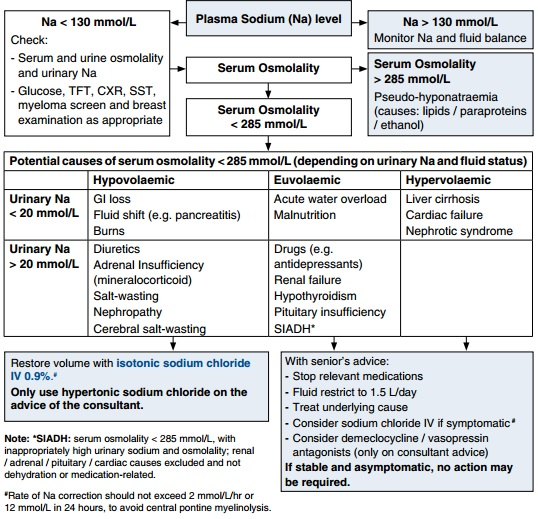 Plasma Sodium (Na) level
Na < 130 mmol/L
Check:
- Serum and urine osmolality
and urinary Na
- Glucose, TFT, CXR, SST,
myeloma screen and breast
examination as appropriate
Na > 130 mmol/L
Monitor Na and fluid balance
Serum Osmolality
Serum Osmolality
> 285 mmol/L
Pseudo-hyponatraemia
(causes: lipids / paraproteins
/ ethanol)
Serum Osmolality
< 285 mmol/L
Potential causes of serum osmolality < 285 mmol/L (depending on urinary Na and fluid status)
Hypovolaemic
Euvolaemic
Hypervolaemic
Urinary Na
< 20 mmol/L
GI loss
Fluid shift (e.g. pancreatitis)
Burns
Acute water overload
Malnutrition
Liver cirrhosis
Cardiac failure
Nephrotic syndrome
Urinary Na
> 20 mmol/L
Diuretics
Adrenal Insufficiency
(mineralocorticoid)
Salt-wasting
Nephropathy
Cerebral salt-wasting
Drugs (e.g.
antidepressants)
Renal failure
Hypothyroidism
Pituitary insufficiency
SIADH*
Restore volume with isotonic sodium chloride
IV 0.9%.#
Only use hypertonic sodium chloride on the
advice of the consultant.
With senior's advice:
- Stop relevant medications
- Fluid restrict to 1.5 L/day
- Treat underlying cause
- Consider sodium chloride IV if symptomatic#
- Consider demeclocycline / vasopressin
antagonists (only on consultant advice)
If stable and asymptomatic, no action may
be required.
Note: *SIADH: serum osmolality < 285 mmol/L, with
inappropriately high urinary sodium and osmolality; renal
/ adrenal / pituitary / cardiac causes excluded and not
dehydration or medication-related.
#Rate of Na correction should not exceed 2 mmol/L/hr or
12 mmol/L in 24 hours, to avoid central pontine myelinolysis.